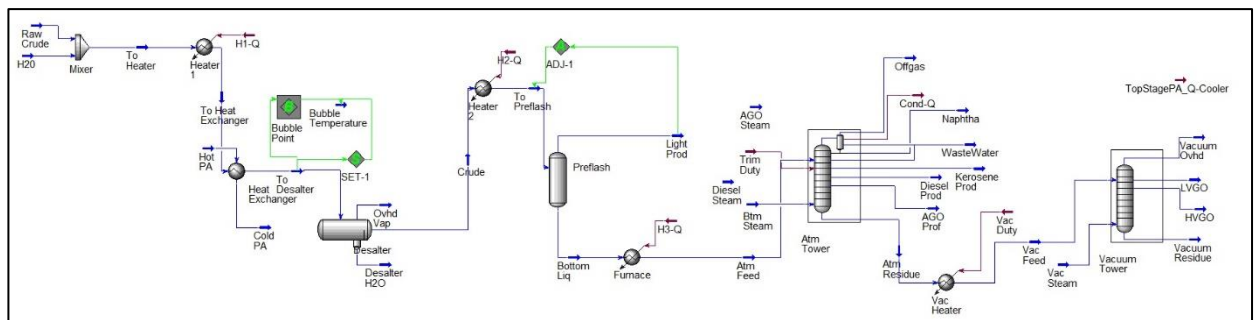 Raw
Crude
H20
Mixer
To
Heater
Heater
1
H1-Q
To Heat
Exchanger
Hot
PA
Heat
Exchanger
Cold
PA
To
Desalter
Bubble
Point
Bubble
Temperature
SET-1
Ovhd
Vap
Desalter
Desalter
H2O
Crude
Heater
2
H2-Q
ADJ-1
To
Preflash
Light
Prod
Preflash
Bottom
Liq
H3-Q
Furnace
Atm
Feed
AGO
Steam
Trim
Duty
Diesel
Steam
Btm
Steam
Atm
Tower
Offgas
Cond-Q
Naphtha
WasteWater
Kerosene
Prod
Diesel
Prod
AGO
Prof
Atm
Residue
Vac
Heater
Vac
Duty
Vac
Feed
Vac
Steam
TopStagePA_Q-Cooler
Vacuum
Ovhd
LVGO
HVGO
Vacuum
Residue
Vacuum
Tower